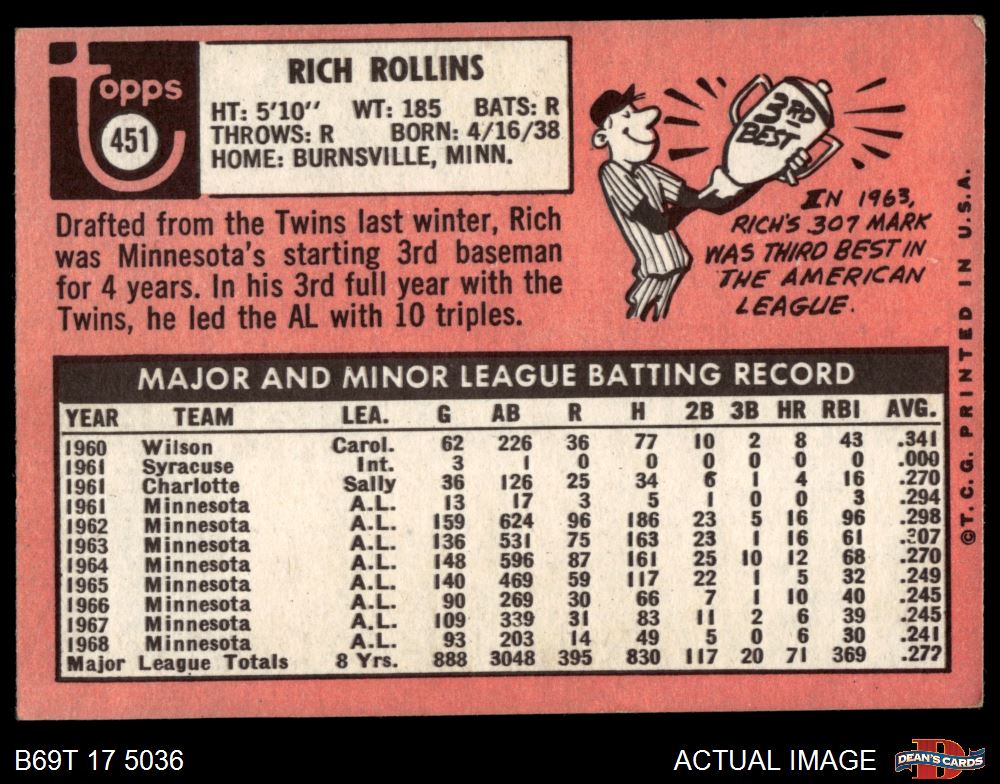 topps
451
RICH ROLLINS
HT: 5'10" WT: 185 BATS: R
THROWS: R BORN: 4/16/38
HOME: BURNSVILLE, MINN.
Drafted from the Twins last winter, Rich
was Minnesota's starting 3rd baseman
for 4 years. In his 3rd full year with the
Twins, he led the AL with 10 triples.
3RD
BEST
IN 1963,
RICH'S 307 MARK
WAS THIRD BEST IN
THE AMERICAN
LEAGUE.
MAJOR AND MINOR LEAGUE BATTING RECORD
YEAR TEAM LEA. G AB R H 2B 3B HR RBI AVG.
1960 Wilson Carol. 62 226 36 77 10 2 8 43 .341
1961 Syracuse Int. 3 1 0 0 0 0 0 0 .000
1961 Charlotte Sally 36 126 25 34 6 1 4 16 .270
1961 Minnesota A.L. 13 17 3 5 1 0 0 3 .294
1962 Minnesota A.L. 159 624 96 186 23 5 16 96 .298
1963 Minnesota A.L. 136 531 75 163 23 1 16 61 .307
1964 Minnesota A.L. 148 596 87 161 25 10 12 68 .270
1965 Minnesota A.L. 140 469 59 117 22 1 5 32 .249
1966 Minnesota A.L. 90 269 30 66 7 1 10 40 .245
1967 Minnesota A.L. 109 339 31 83 11 2 6 39 .245
1968 Minnesota A.L. 93 203 14 49 5 0 6 30 .241
Major League Totals 8 Yrs. 888 3048 395 830 117 20 71 369 .272
©T. C. G. PRINTED IN U. S. A.
B69T 17 5036
ACTUAL IMAGE
DEAN'S CARDS